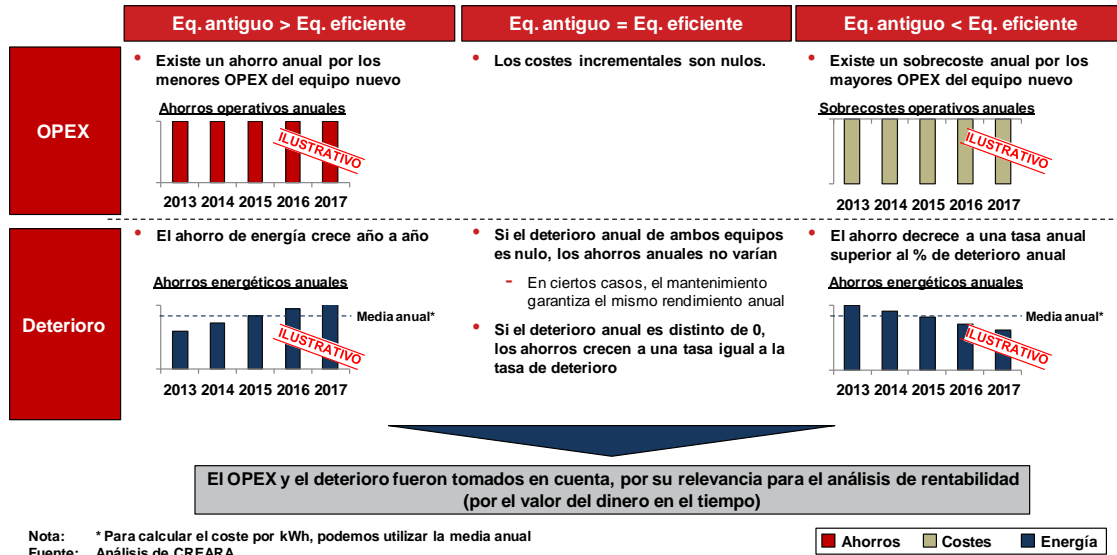 Eq. antiguo > Eq. eficiente
Eq. antiguo = Eq. eficiente
Eq. antiguo < Eq. eficiente
OPEX
• Existe un ahorro anual por los
menores OPEX del equipo nuevo
Ahorros operativos anuales
ILUSTRATIVO
2013 2014 2015 2016 2017
• Los costes incrementales son nulos.
• Existe un sobrecoste anual por los
mayores OPEX del equipo nuevo
Sobrecostes operativos anuales
ILUSTRATIVO
2013 2014 2015 2016 2017
Deterioro
• El ahorro de energía crece año a año
Ahorros energéticos anuales
Media anual*
ILUSTRATIVO
2013 2014 2015 2016 2017
• Si el deterioro anual de ambos equipos
es nulo, los ahorros anuales no varían
- En ciertos casos, el mantenimiento
garantiza el mismo rendimiento anual
• Si el deterioro anual es distinto de 0,
los ahorros crecen a una tasa igual a la
tasa de deterioro
• El ahorro decrece a una tasa anual
superior al % de deterioro anual
Ahorros energéticos anuales
Media anual*
ILUSTRATIVO
2013 2014 2015 2016 2017
El OPEX y el deterioro fueron tomados en cuenta, por su relevancia para el análisis de rentabilidad
(por el valor del dinero en el tiempo)
Nota: * Para calcular el coste por kWh, podemos utilizar la media anual
Fuente: Análisis de CREARA
Ahorros Costes Energía